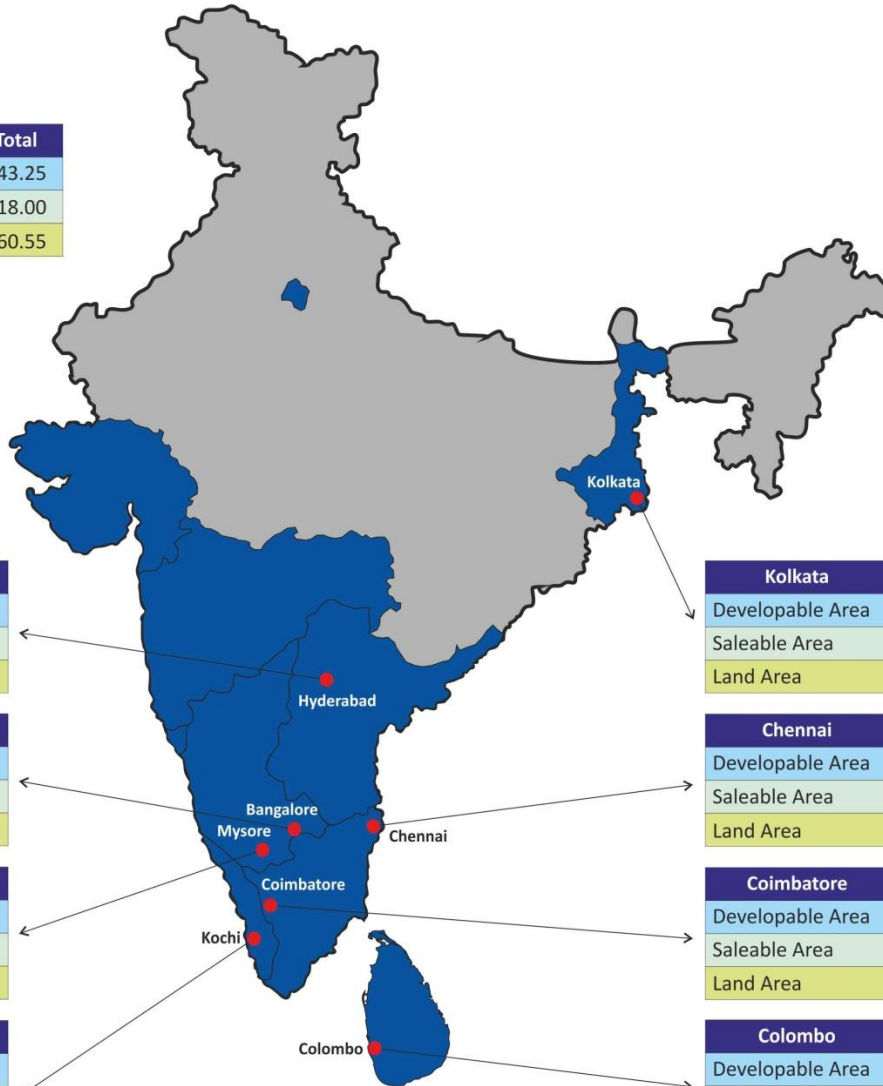 Total
43.25
18.00
60.55
Kolkata
Kolkata
Developable Area
Saleable Area
Land Area
Hyderabad
Chennai
Developable Area
Saleable Area
Land Area
Bangalore
Mysore
Chennai
Coimbatore
Coimbatore
Developable Area
Saleable Area
Land Area
Kochi
Colombo
Colombo
Developable Area